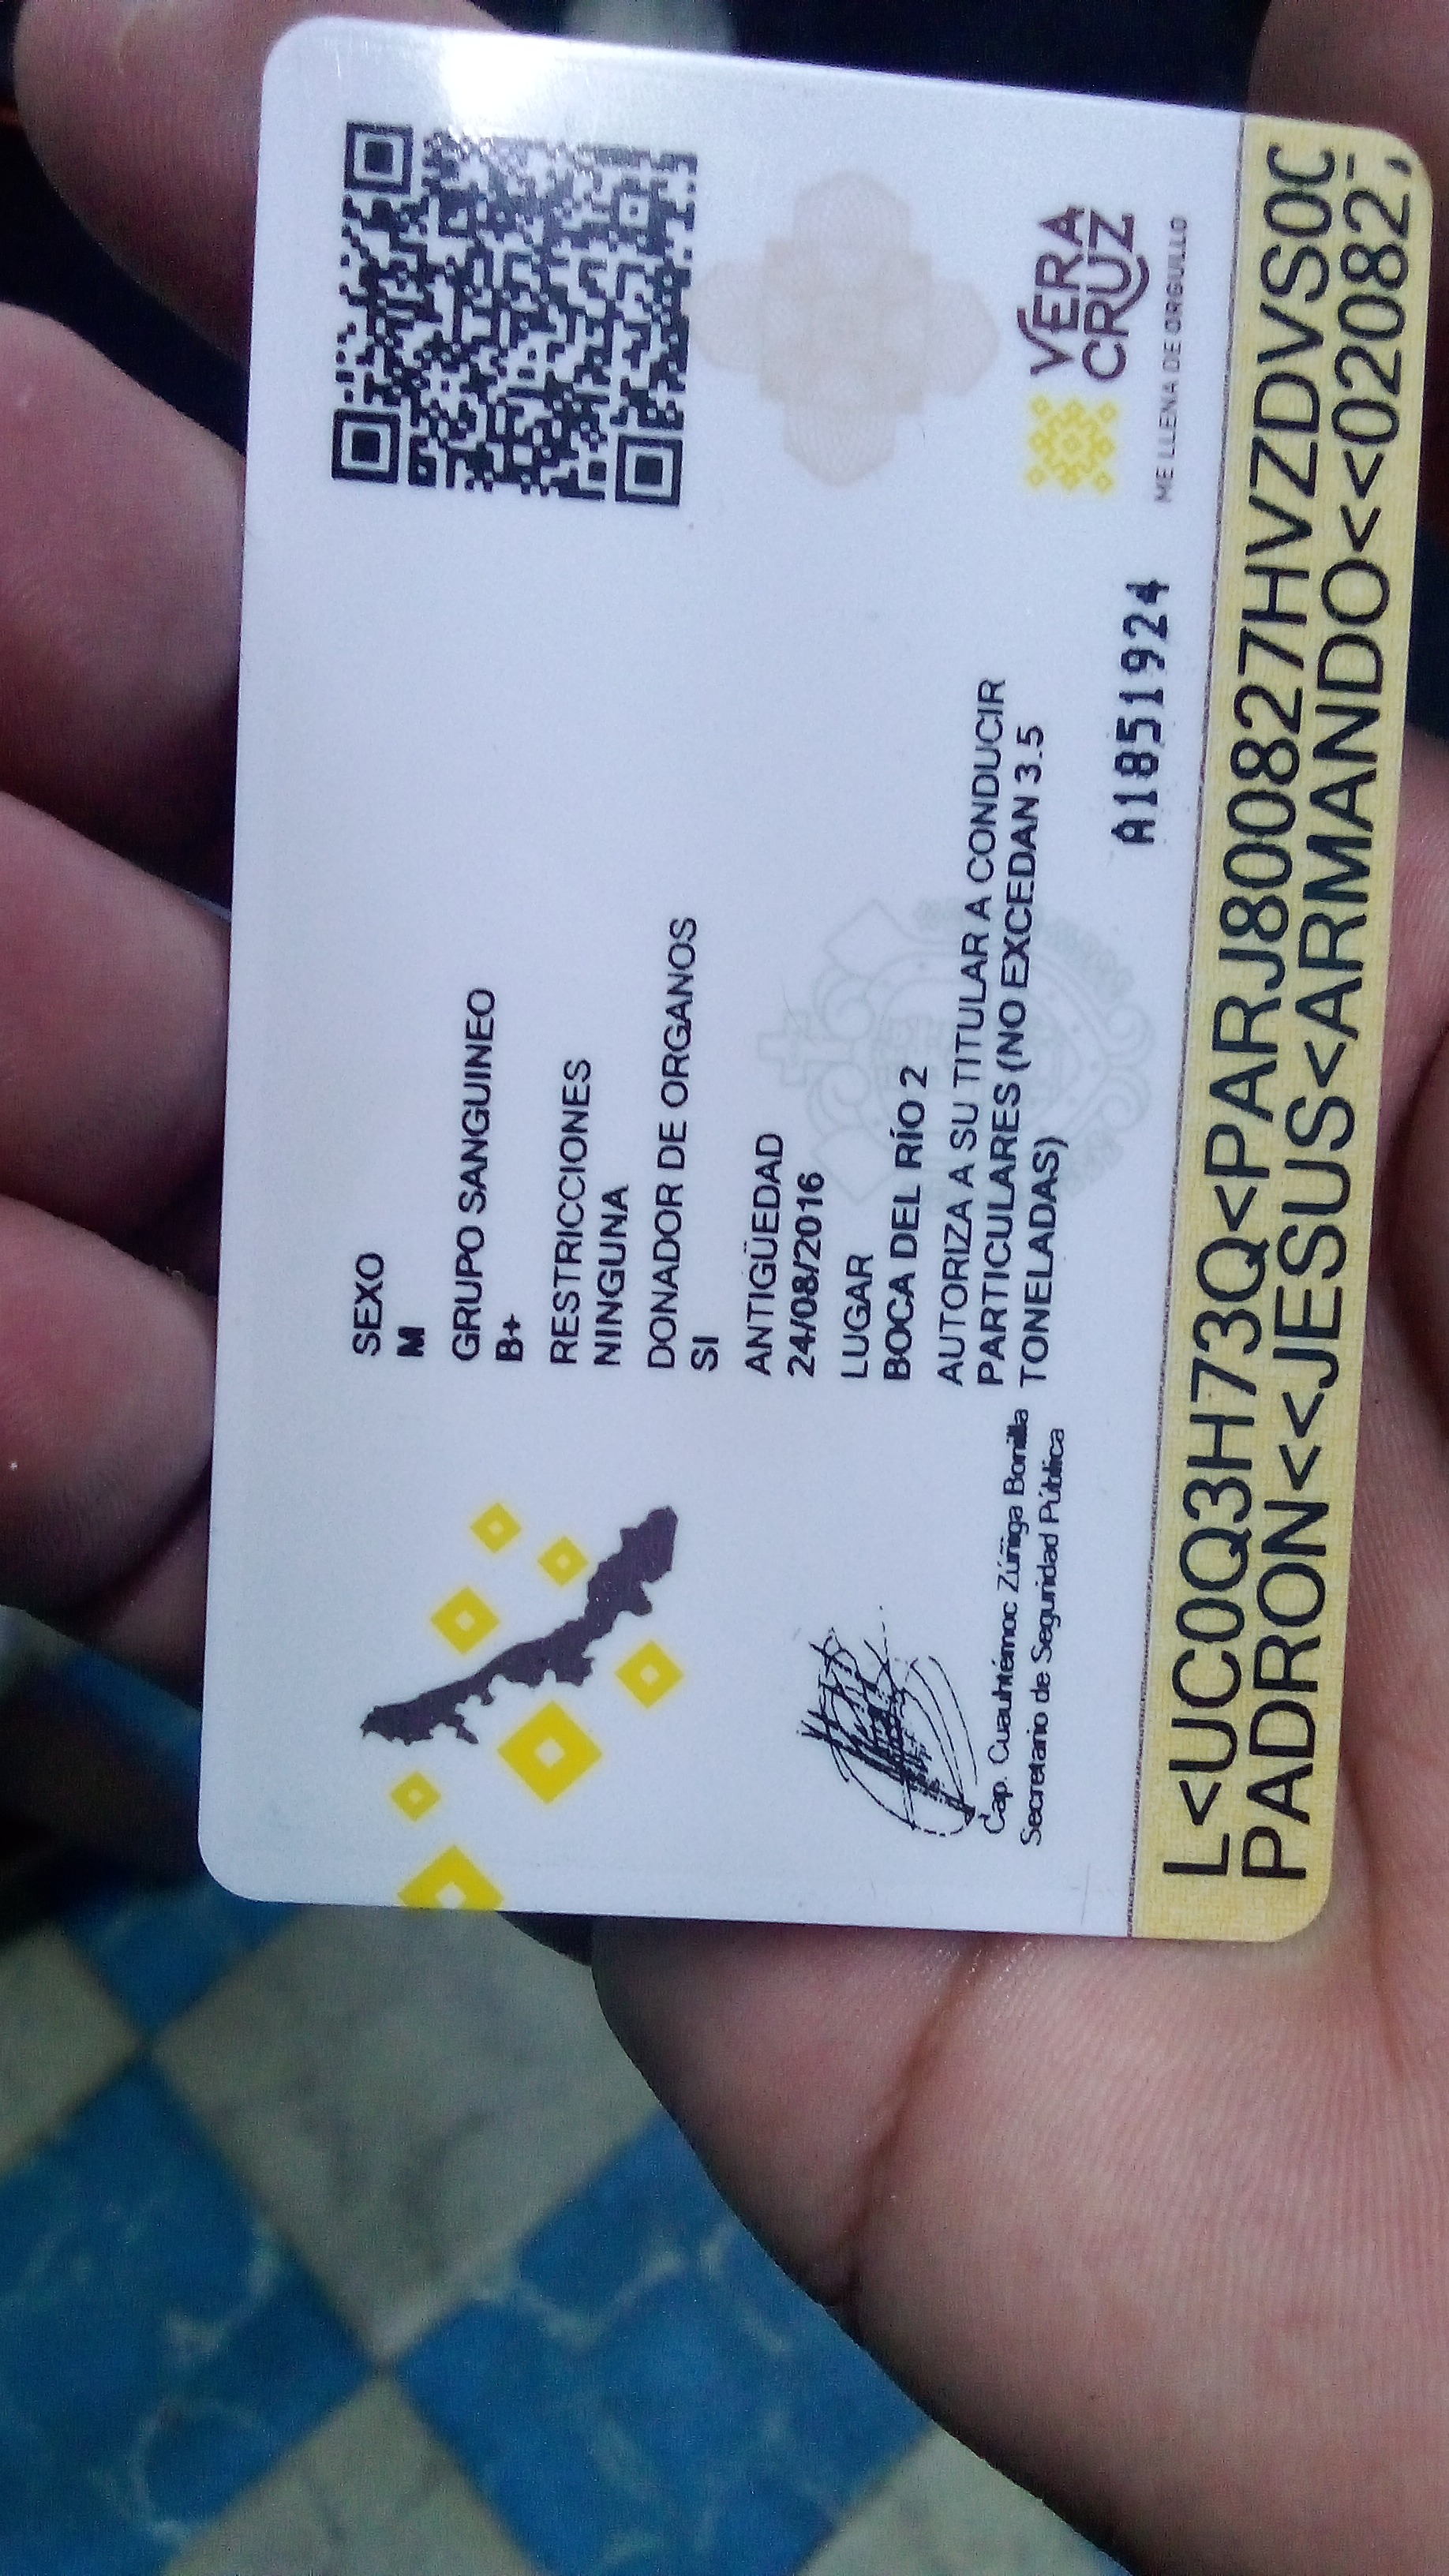 SEXO
M
GRUPO SANGUINEO
B+
RESTRICCIONES
NINGUNA
DONADOR DE ORGANOS
SI
ANTIGÜEDAD
24/08/2016
LUGAR
BOCA DEL RÍO 2
AUTORIZA A SU TITULAR A CONDUCIR
PARTICULARES (NO EXCEDAN 3.5
TONELADAS)
Cap. Cuauhtémoc Zúñiga Bonilla
Secretario de Seguridad Pública
VERA
CRUZ
ME LLENA DE ORGULLO
A1851924
L<UC0Q3H73Q<PARJ800827HVZDVS0
PADRON<<JESUS<ARMANDO<<02082